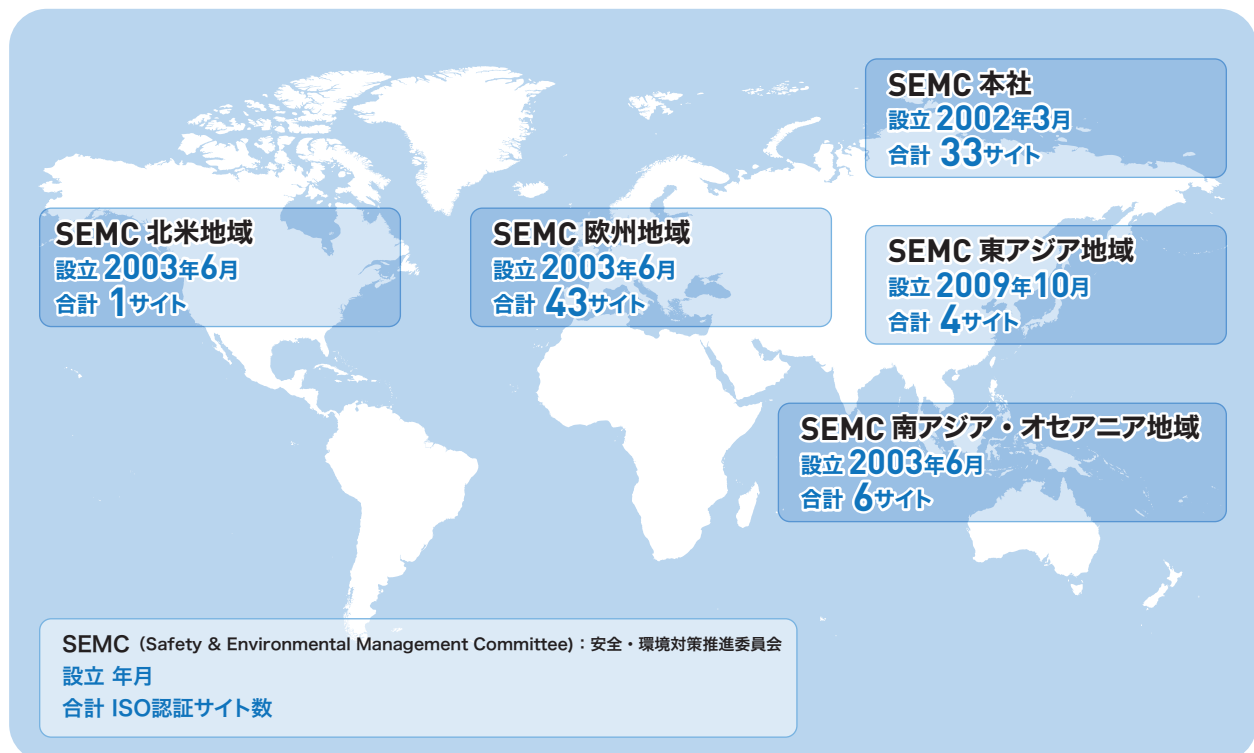 SEMC 本社
設立 2002年3月
合計 33サイト
SEMC 北米地域
設立 2003年6月
合計 1サイト
SEMC 欧州地域
設立 2003年6月
合計 43サイト
SEMC 東アジア地域
設立 2009年10月
合計 4サイト
SEMC 南アジア・オセアニア地域
設立 2003年6月
合計 6サイト
SEMC（Safety & Environmental Management Committee）：安全・環境対策推進委員会
設立 年月
合計 ISO認証サイト数